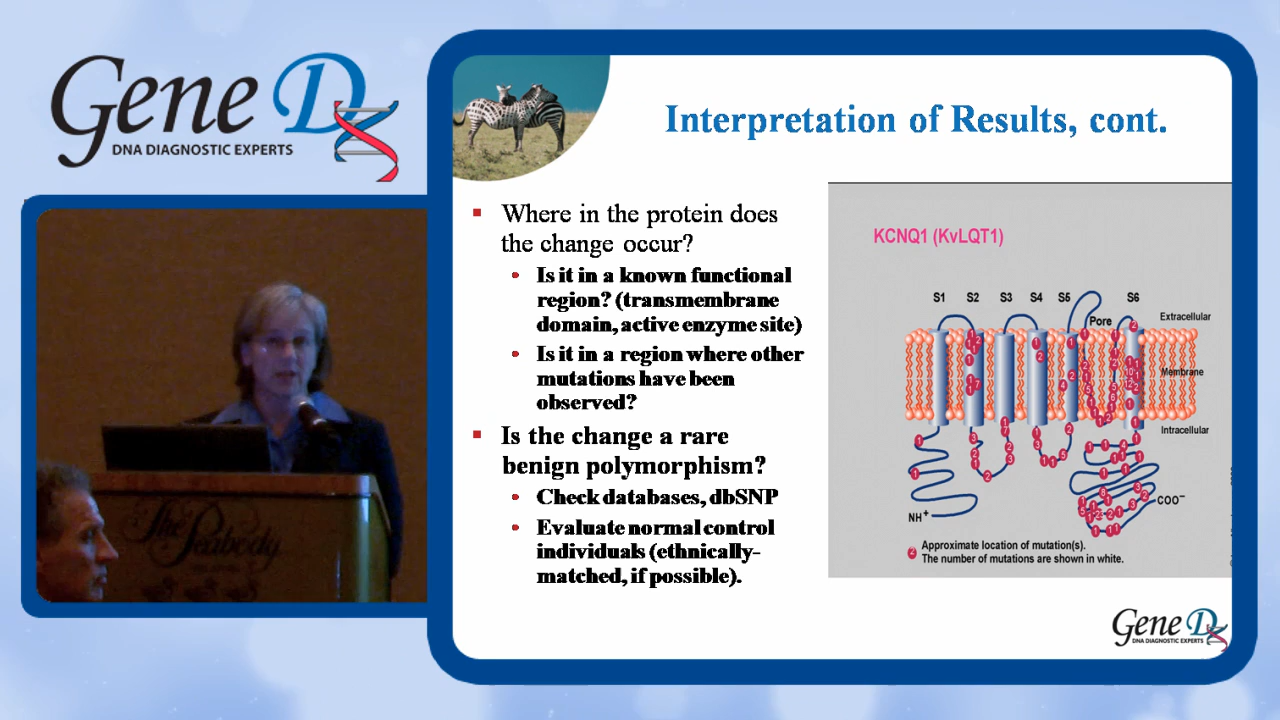 Gene Dx
DNA DIAGNOSTIC EXPERTS
Interpretation of Results, cont.
Where in the protein does
the change occur?
Is it in a known functional
region? (transmembrane
domain, active enzyme site)
Is it in a region where other
mutations have been
observed?
Is the change a rare
benign polymorphism?
Check databases, dbSNP
Evaluate normal control
individuals (ethnically-
matched, if possible).
KCNQ1 (KvLQT1)
S1 S2 S3 S4 S5 S6
Pore
Extracellular
Membrane
Intracellular
NH+
COO−
2 Approximate location of mutation(s).
The number of mutations are shown in white.
The
Peabody
Gene Dx
DNA DIAGNOSTIC EXPERTS